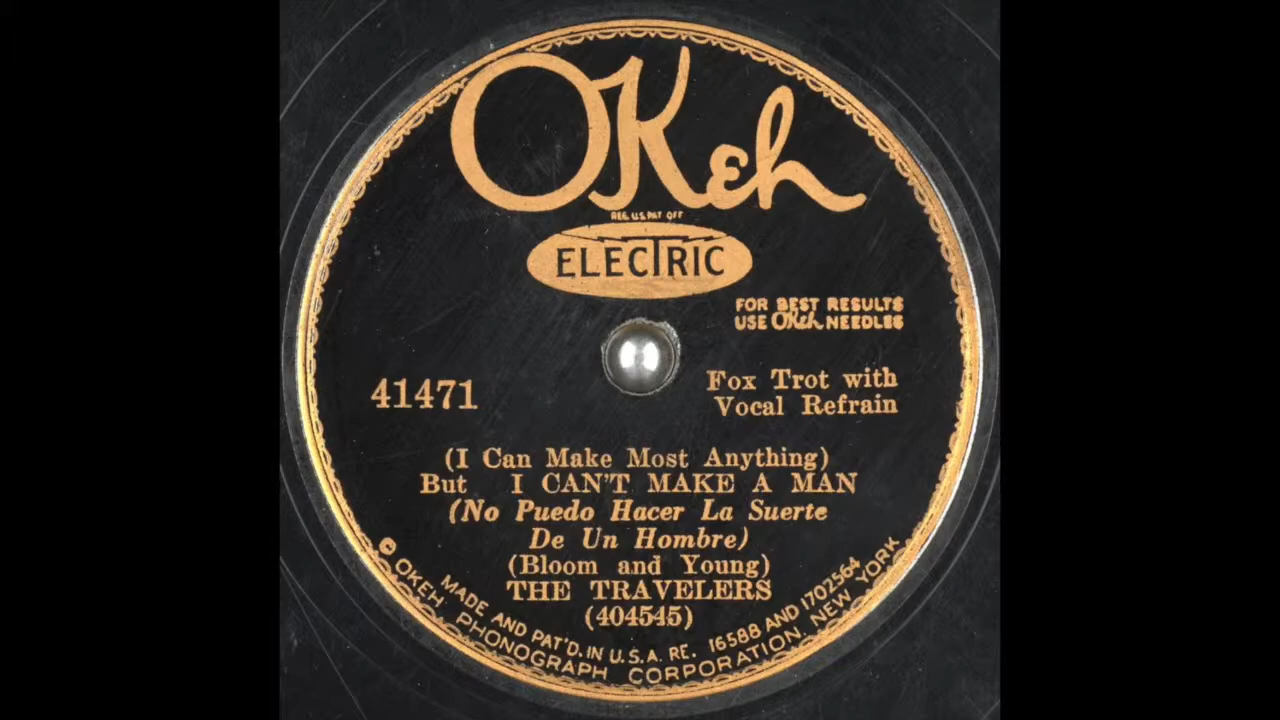 OKeh
REG. U.S. PAT. OFF
ELECTRIC
FOR BEST RESULTS
USE OKeh NEEDLES
41471
Fox Trot with
Vocal Refrain
(I Can Make Most Anything)
But I CAN'T MAKE A MAN
(No Puedo Hacer La Suerte
De Un Hombre)
(Bloom and Young)
THE TRAVELERS
(404545)
MADE AND PAT'D. IN U.S.A. RE. 16588 AND 1702564
© OKEH PHONOGRAPH CORPORATION. NEW YORK